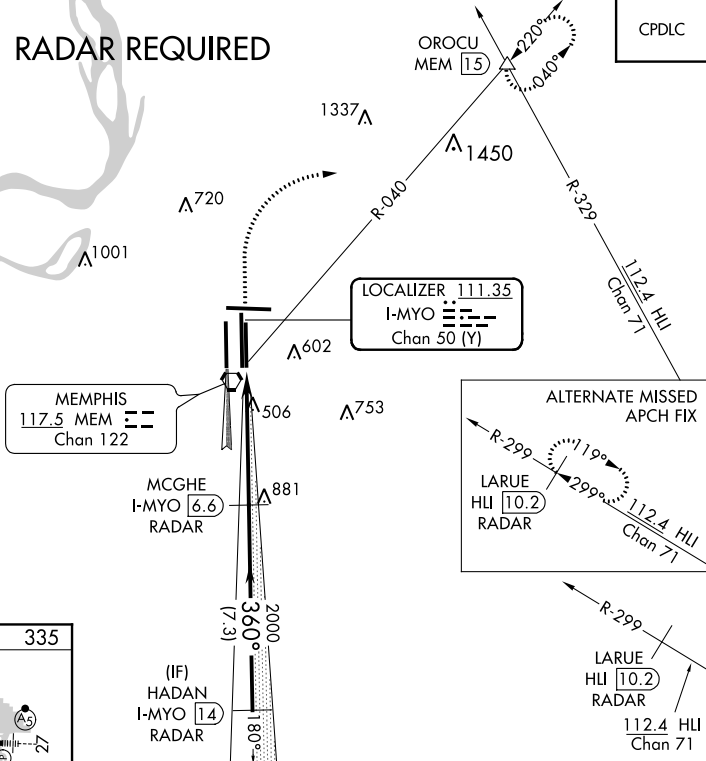 RADAR REQUIRED
CPDLC
OROCU
MEM 15
220°
040°
1337
1450
720
R-040
R-329
1001
112.4 HLI
Chan 71
LOCALIZER 111.35
I-MYO
Chan 50 (Y)
602
MEMPHIS
117.5 MEM
Chan 122
506
753
ALTERNATE MISSED
APCH FIX
R-299
119°
299°
LARUE
HLI 10.2
RADAR
112.4 HLI
Chan 71
MCGHE
I-MYO 6.6
RADAR
881
360°
(7.3)
2000
R-299
LARUE
HLI 10.2
RADAR
112.4 HLI
Chan 71
335
(IF)
HADAN
I-MYO 14
RADAR
180°
A5
27